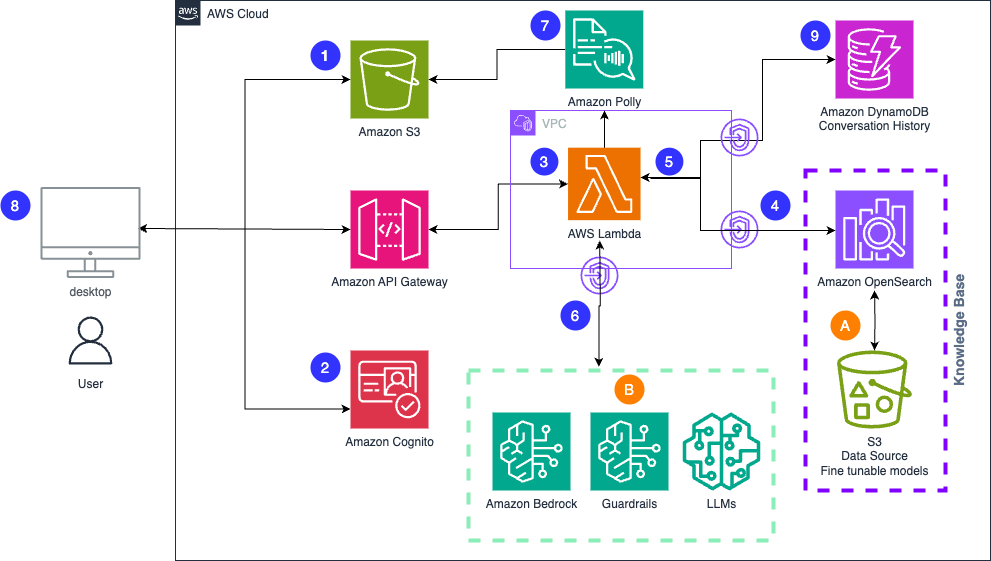 aws
AWS Cloud
1
Amazon S3
7
Amazon Polly
9
Amazon DynamoDB
Conversation History
VPC
3
AWS Lambda
5
8
desktop
User
Amazon API Gateway
4
Amazon OpenSearch
Knowledge Base
A
S3
Data Source
Fine tunable models
6
2
Amazon Cognito
B
Amazon Bedrock
Guardrails
LLMs